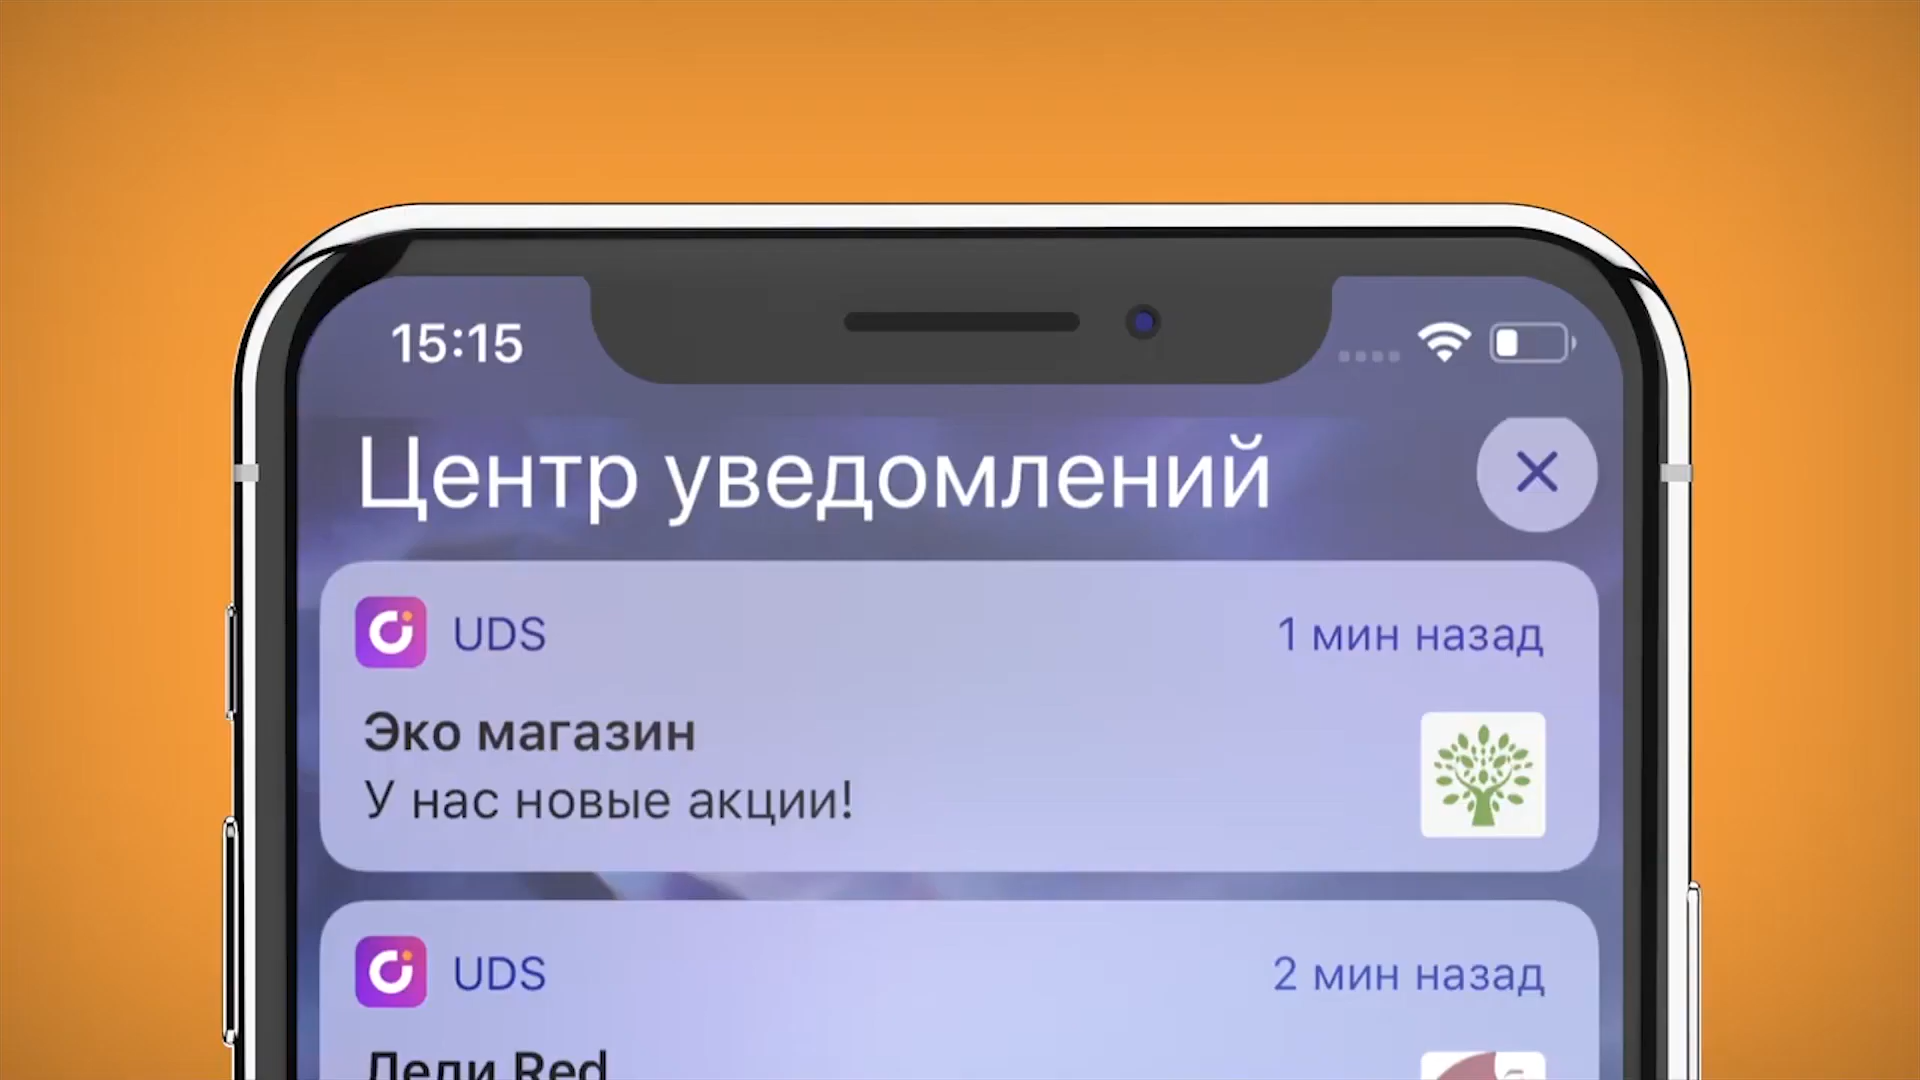 15:15
Центр уведомлений
UDS
1 мин назад
Эко магазин
У нас новые акции!
UDS
2 мин назад
Леди Red